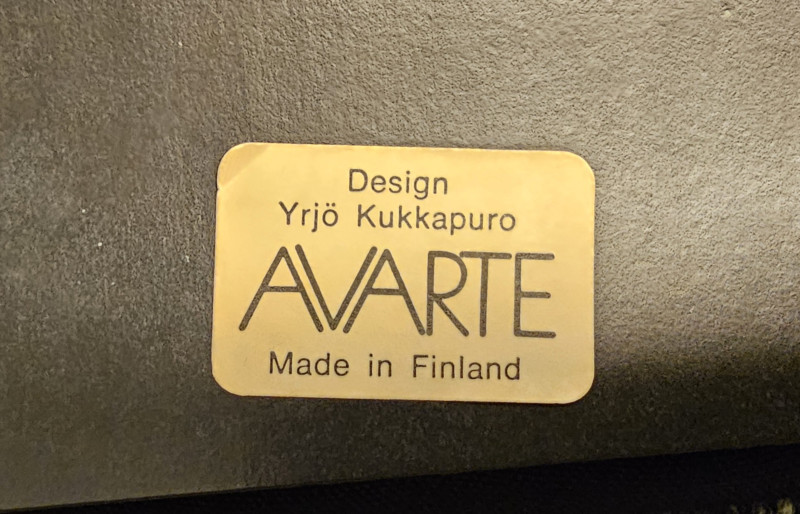 Design
Yrjö Kukkapuro
AVARTE
Made in Finland